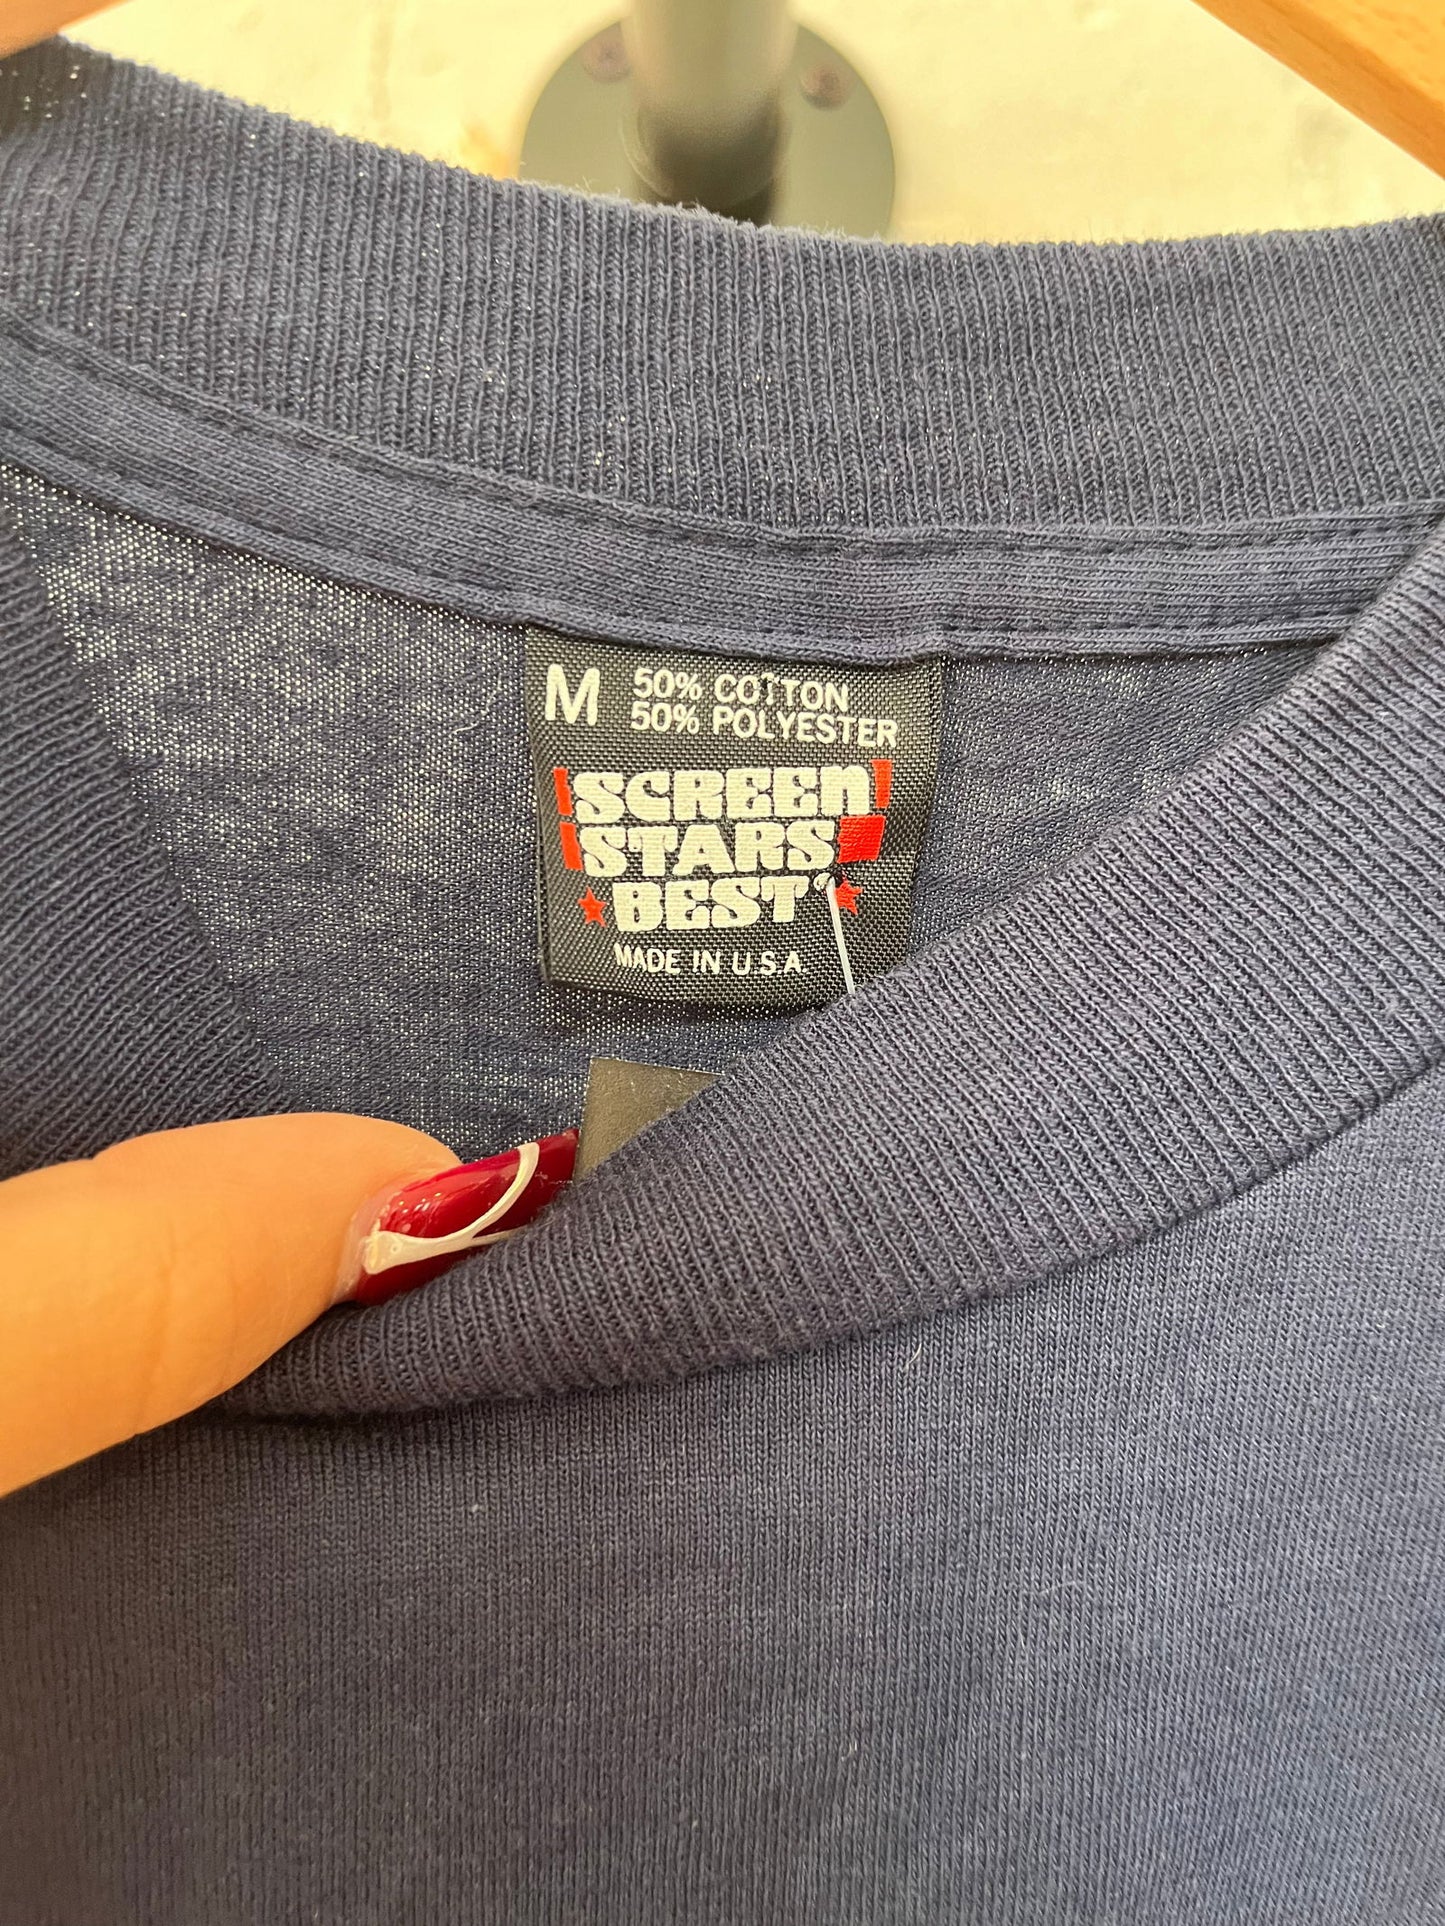 M 50% COTTON
50% POLYESTER
SCREEN
STARS
BEST
MADE IN U.S.A.